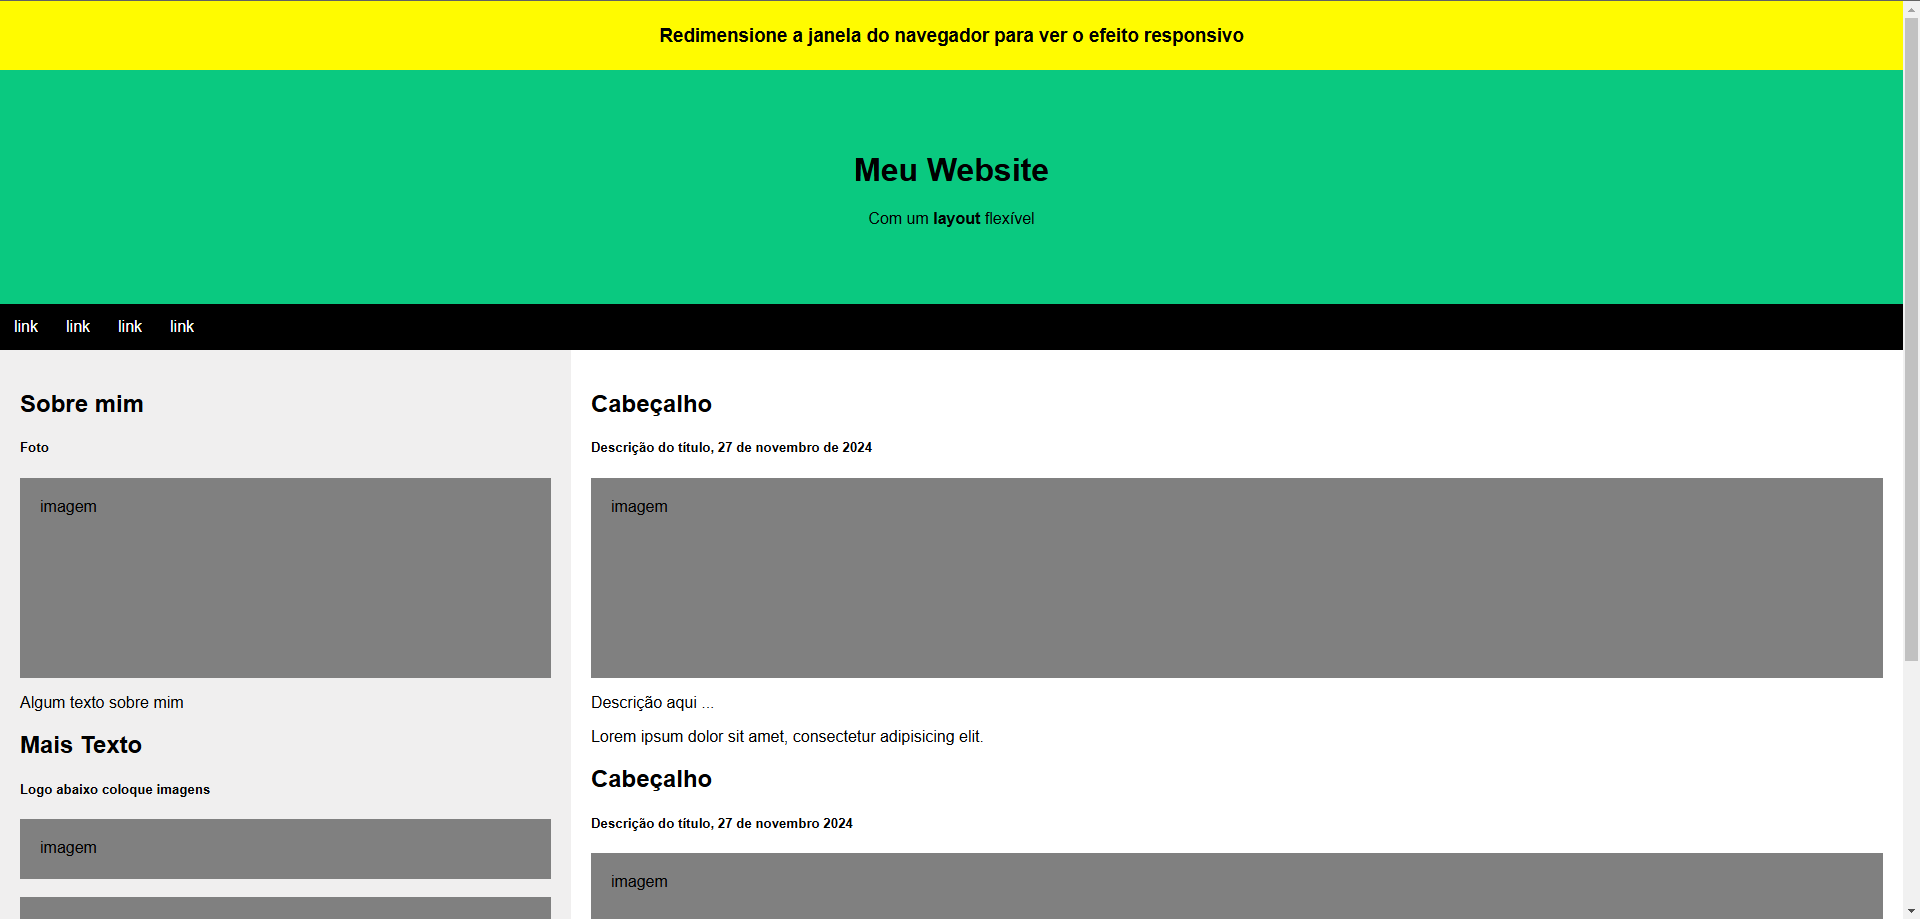 Redimensione a janela do navegador para ver o efeito responsivo
Meu Website
Com um layout flexível
link link link link
Sobre mim
Foto
imagem
Algum texto sobre mim
Mais Texto
Logo abaixo coloque imagens
imagem
Cabeçalho
Descrição do título, 27 de novembro de 2024
imagem
Descrição aqui ...
Lorem ipsum dolor sit amet, consectetur adipisicing elit.
Cabeçalho
Descrição do título, 27 de novembro 2024
imagem